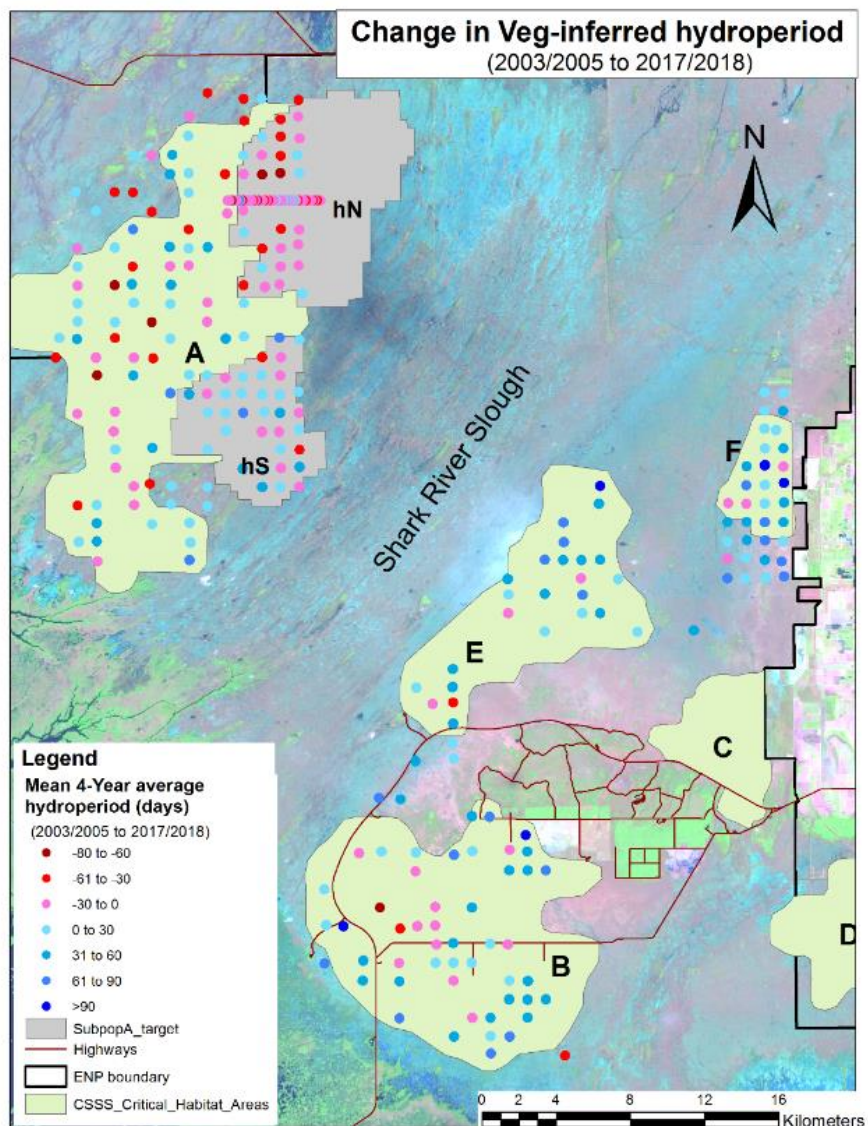 Change in Veg-inferred hydroperiod
(2003/2005 to 2017/2018)
N
hN
A
Shark River Slough
F
hS
E
C
Legend
Mean 4-Year average
hydroperiod (days)
(2003/2005 to 2017/2018)
-80 to -60
-61 to -30
-30 to 0
0 to 30
31 to 60
61 to 90
>90
SubpopA_target
Highways
ENP boundary
CSSS_Critical_Habitat_Areas
D
B
0 2 4 8 12 16
Kilometers